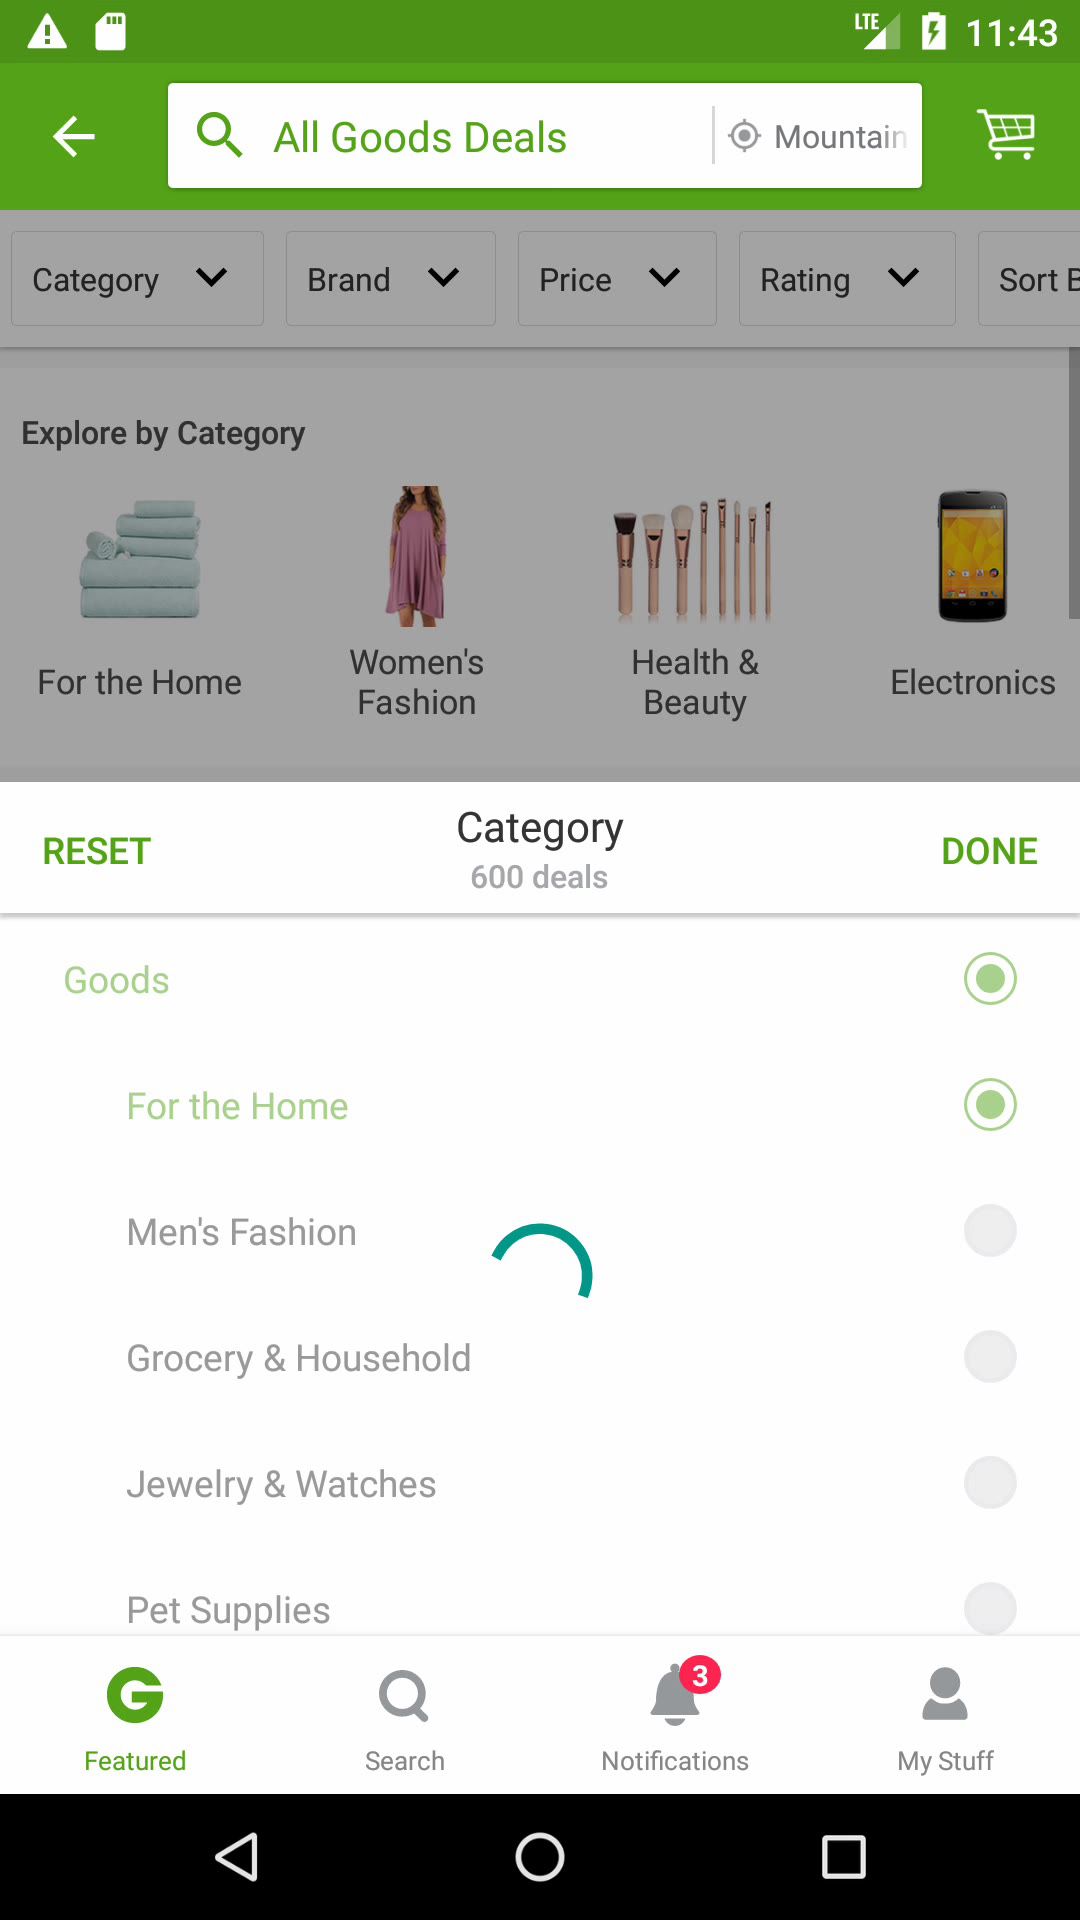 LTE 11:43
All Goods Deals Mountain
Category Brand Price Rating Sort B
Explore by Category
For the Home
Women's
Fashion
Health &
Beauty
Electronics
RESET Category DONE
600 deals
Goods
For the Home
Men's Fashion
Grocery & Household
Jewelry & Watches
Pet Supplies
G 3
Featured Search Notifications My Stuff